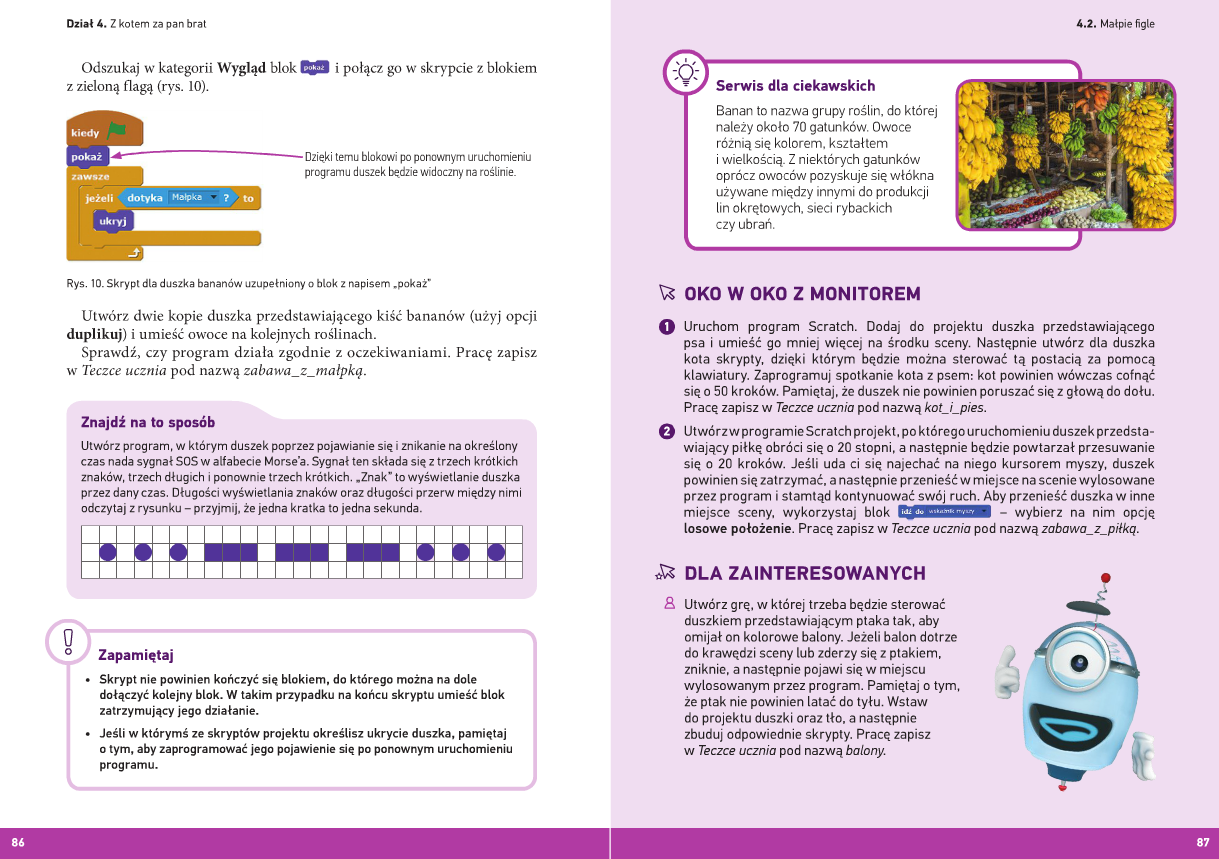 Dział 4. Z kotem za pan brat
Odszukaj w kategorii Wygląd blok pokaż i połącz go w skrypcie z blokiem
z zieloną flagą (rys. 10).
kiedy
pokaż
zawsze
jeżeli dotyka Małpka ? to
ukryj
Dzięki temu blokowi po ponownym uruchomieniu
programu duszek będzie widoczny na roślinie.
Rys. 10. Skrypt dla duszka bananów uzupełniony o blok z napisem „pokaż”
Utwórz dwie kopie duszka przedstawiającego kiść bananów (użyj opcji
duplikuj) i umieść owoce na kolejnych roślinach.
Sprawdź, czy program działa zgodnie z oczekiwaniami. Pracę zapisz
w Teczce ucznia pod nazwą zabawa_z_małpką.
Znajdź na to sposób
Utwórz program, w którym duszek poprzez pojawianie się i znikanie na określony
czas nada sygnał SOS w alfabecie Morse’a. Sygnał ten składa się z trzech krótkich
znaków, trzech długich i ponownie trzech krótkich. „Znak” to wyświetlanie duszka
przez dany czas. Długości wyświetlania znaków oraz długości przerw między nimi
odczytaj z rysunku – przyjmij, że jedna kratka to jedna sekunda.
Zapamiętaj
• Skrypt nie powinien kończyć się blokiem, do którego można na dole
dołączyć kolejny blok. W takim przypadku na końcu skryptu umieść blok
zatrzymujący jego działanie.
• Jeśli w którymś ze skryptów projektu określisz ukrycie duszka, pamiętaj
o tym, aby zaprogramować jego pojawienie się po ponownym uruchomieniu
programu.
86
4.2. Małpie figle
Serwis dla ciekawskich
Banan to nazwa grupy roślin, do której
należy około 70 gatunków. Owoce
różnią się kolorem, kształtem
i wielkością. Z niektórych gatunków
oprócz owoców pozyskuje się włókna
używane między innymi do produkcji
lin okrętowych, sieci rybackich
czy ubrań.
OKO W OKO Z MONITOREM
1 Uruchom program Scratch. Dodaj do projektu duszka przedstawiającego
psa i umieść go mniej więcej na środku sceny. Następnie utwórz dla duszka
kota skrypty, dzięki którym będzie można sterować tą postacią za pomocą
klawiatury. Zaprogramuj spotkanie kota z psem: kot powinien wówczas cofnąć
się o 50 kroków. Pamiętaj, że duszek nie powinien poruszać się z głową do dołu.
Pracę zapisz w Teczce ucznia pod nazwą kot_i_pies.
2 Utwórz w programie Scratch projekt, po którego uruchomieniu duszek przedsta-
wiający piłkę obróci się o 20 stopni, a następnie będzie powtarzał przesuwanie
się o 20 kroków. Jeśli uda ci się najechać na niego kursorem myszy, duszek
powinien się zatrzymać, a następnie przenieść w miejsce na scenie wylosowane
przez program i stamtąd kontynuować swój ruch. Aby przenieść duszka w inne
miejsce sceny, wykorzystaj blok idź do wskaźnik myszy – wybierz na nim opcję
losowe położenie. Pracę zapisz w Teczce ucznia pod nazwą zabawa_z_piłką.
DLA ZAINTERESOWANYCH
Utwórz grę, w której trzeba będzie sterować
duszkiem przedstawiającym ptaka tak, aby
omijał on kolorowe balony. Jeżeli balon dotrze
do krawędzi sceny lub zderzy się z ptakiem,
zniknie, a następnie pojawi się w miejscu
wylosowanym przez program. Pamiętaj o tym,
że ptak nie powinien latać do tyłu. Wstaw
do projektu duszki oraz tło, a następnie
zbuduj odpowiednie skrypty. Pracę zapisz
w Teczce ucznia pod nazwą balony.
87